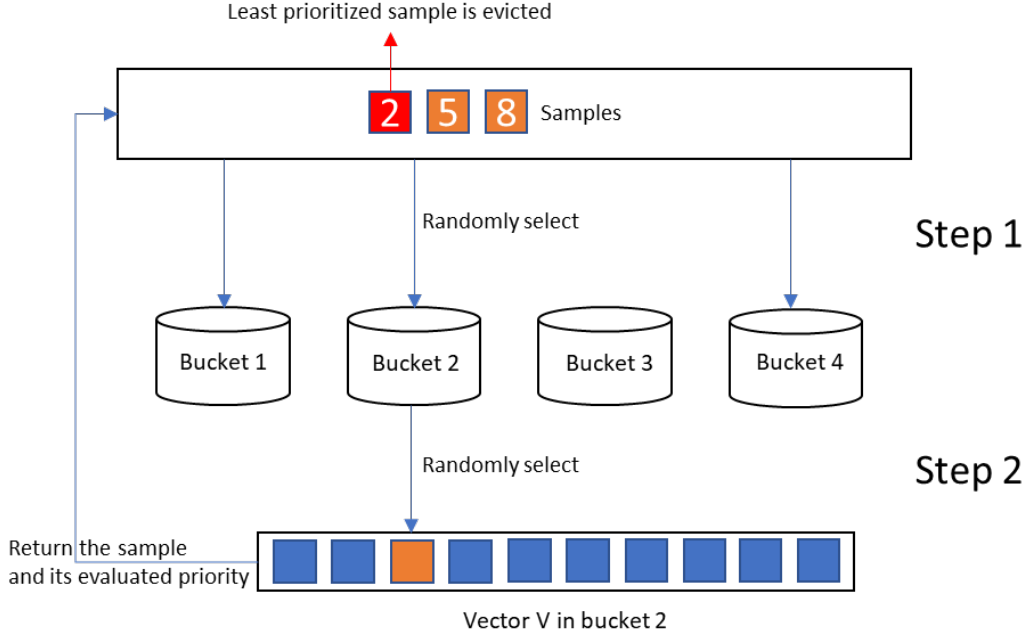 Least prioritized sample is evicted
2 5 8 Samples
Randomly select
Step 1
Bucket 1 Bucket 2 Bucket 3 Bucket 4
Randomly select
Step 2
Return the sample
and its evaluated priority
Vector V in bucket 2